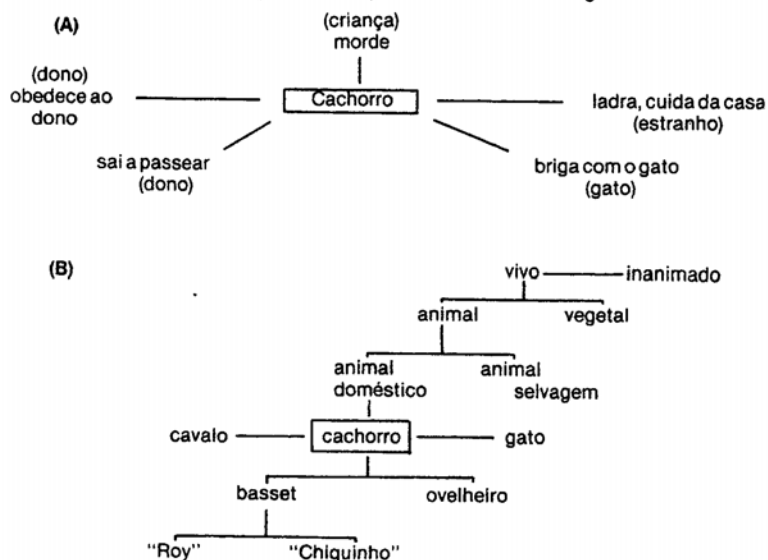 (A)
(criança)
morde
(dono)
obedece ao
dono
Cachorro
ladra, cuida da casa
(estranho)
sai a passear
(dono)
briga com o gato
(gato)
(B)
vivo
inanimado
animal
vegetal
animal
doméstico
animal
selvagem
cavalo
cachorro
gato
basset
ovelheiro
"Roy"
"Chiquinho"